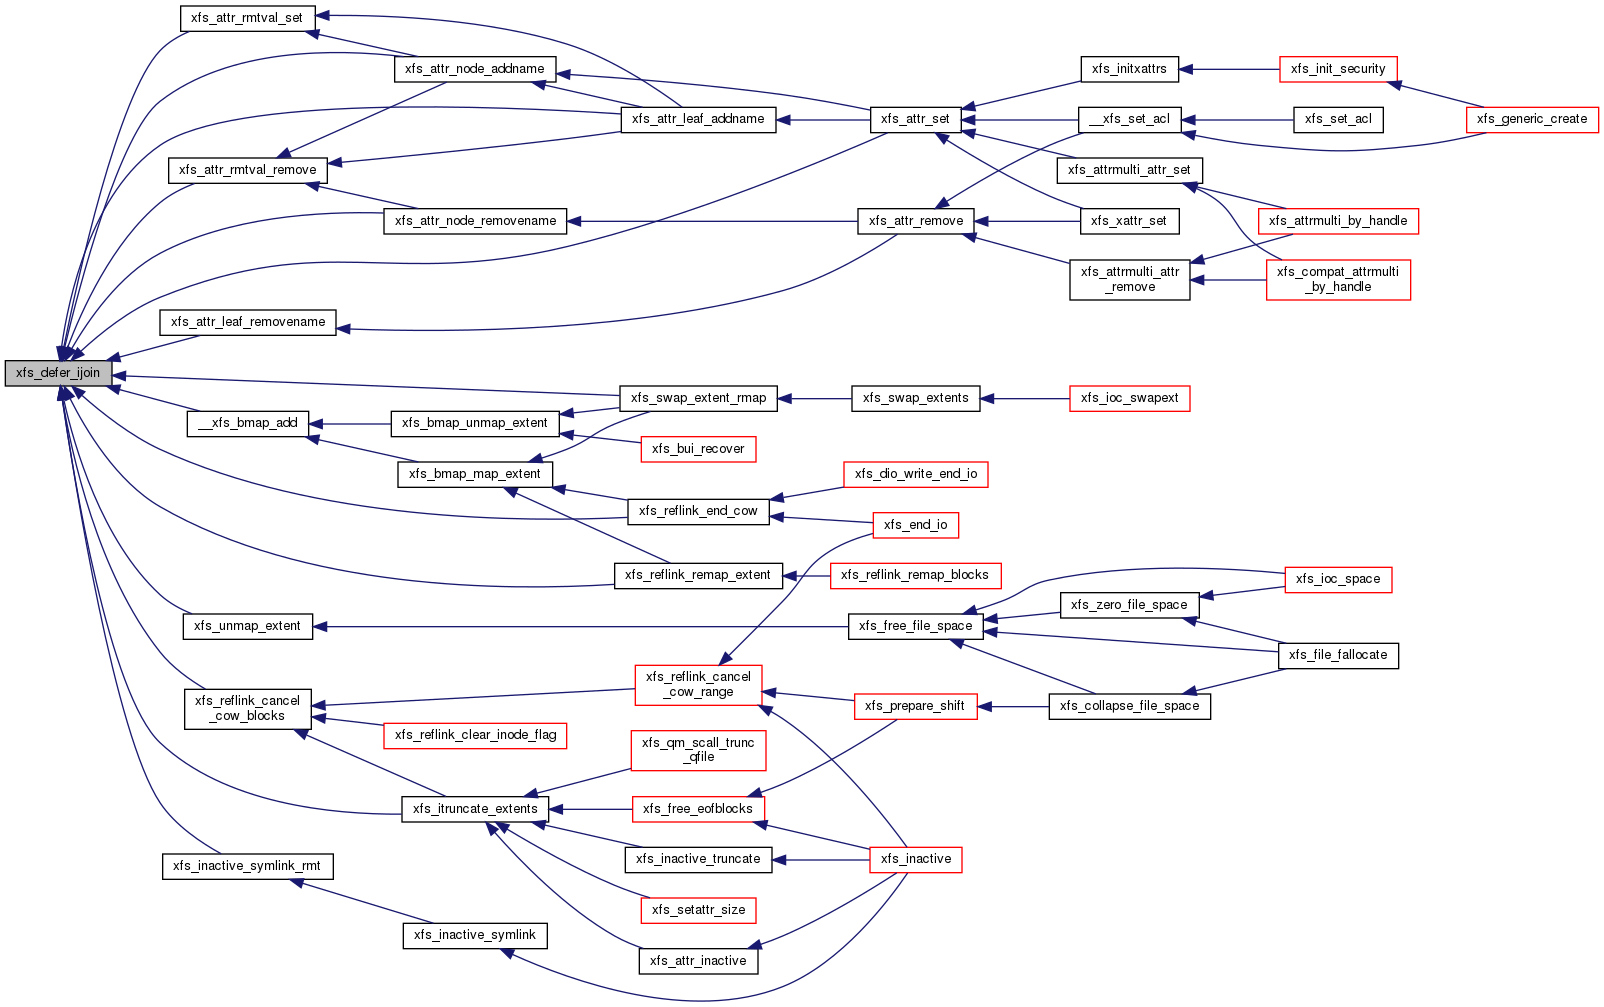 xfs_attr_rmtval_set
xfs_attr_node_addname
xfs_initxattrs
xfs_init_security
xfs_attr_leaf_addname
xfs_attr_set
__xfs_set_acl
xfs_set_acl
xfs_generic_create
xfs_attr_rmtval_remove
xfs_attrmulti_attr_set
xfs_attr_node_removename
xfs_attr_remove
xfs_xattr_set
xfs_attrmulti_by_handle
xfs_attrmulti_attr
_remove
xfs_compat_attrmulti
_by_handle
xfs_attr_leaf_removename
xfs_defer_ijoin
xfs_swap_extent_rmap
xfs_swap_extents
xfs_ioc_swapext
__xfs_bmap_add
xfs_bmap_unmap_extent
xfs_bui_recover
xfs_bmap_map_extent
xfs_dio_write_end_io
xfs_reflink_end_cow
xfs_end_io
xfs_reflink_remap_extent
xfs_reflink_remap_blocks
xfs_ioc_space
xfs_zero_file_space
xfs_unmap_extent
xfs_free_file_space
xfs_file_fallocate
xfs_reflink_cancel
_cow_range
xfs_reflink_cancel
_cow_blocks
xfs_prepare_shift
xfs_collapse_file_space
xfs_reflink_clear_inode_flag
xfs_qm_scall_trunc
_qfile
xfs_itruncate_extents
xfs_free_eofblocks
xfs_inactive_symlink_rmt
xfs_inactive_truncate
xfs_inactive
xfs_setattr_size
xfs_inactive_symlink
xfs_attr_inactive